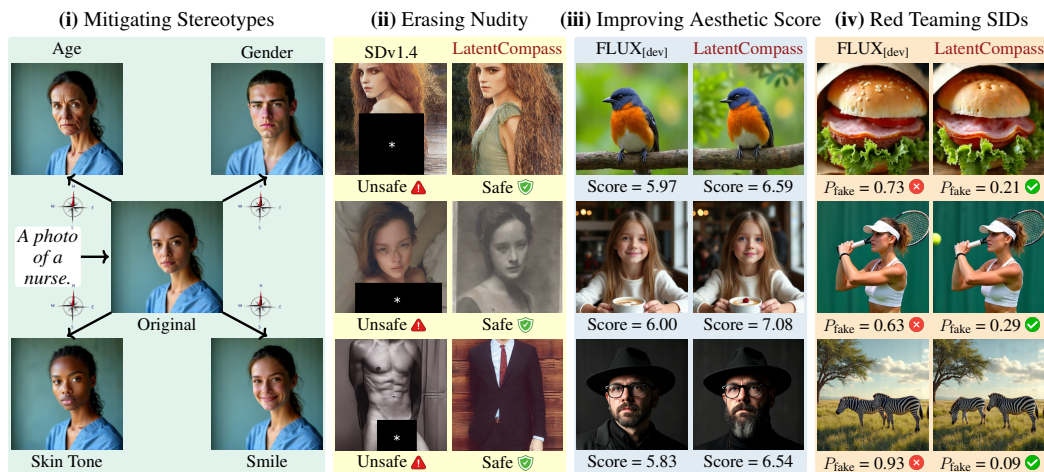 (i) Mitigating Stereotypes
(ii) Erasing Nudity
(iii) Improving Aesthetic Score
(iv) Red Teaming SIDs
Age
Gender
A photo
of a
nurse.
Original
Skin Tone
Smile
SDv1.4
LatentCompass
Unsafe
Safe
Unsafe
Safe
Unsafe
Safe
FLUX[dev]
LatentCompass
Score = 5.97
Score = 6.59
Score = 6.00
Score = 7.08
Score = 5.83
Score = 6.54
FLUX[dev]
LatentCompass
Pfake = 0.73
Pfake = 0.21
Pfake = 0.63
Pfake = 0.29
Pfake = 0.93
Pfake = 0.09